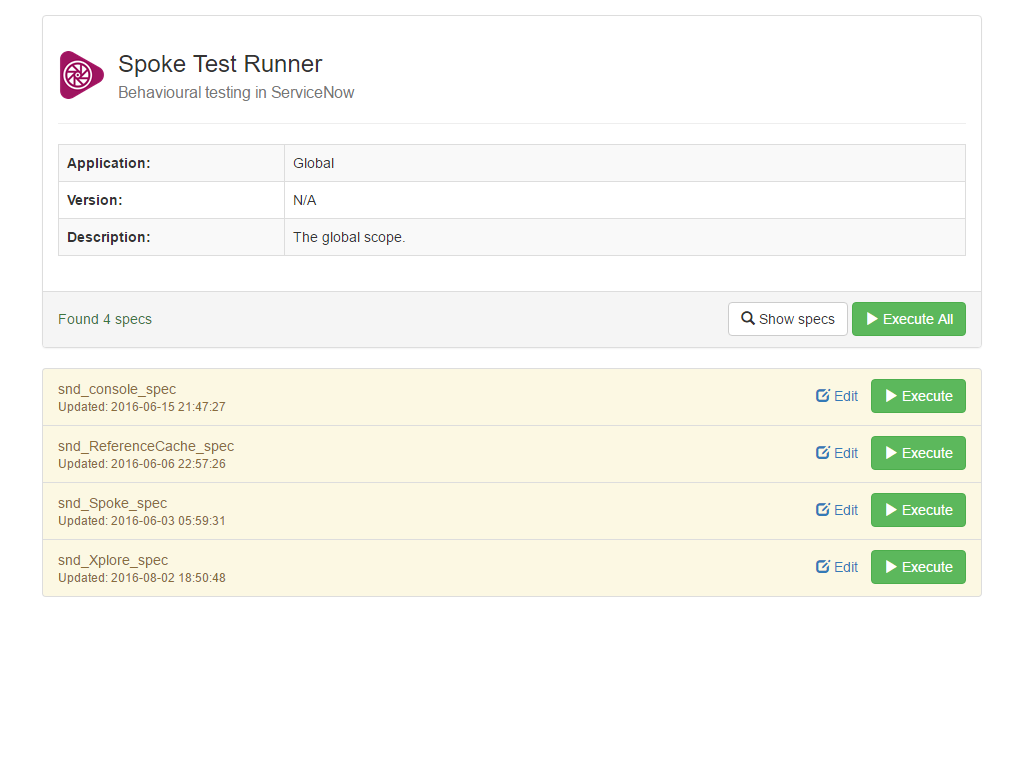 Spoke Test Runner
Behavioural testing in ServiceNow
Application: Global
Version: N/A
Description: The global scope.
Found 4 specs Show specs Execute All
snd_console_spec
Updated: 2016-06-15 21:47:27
Edit Execute
snd_ReferenceCache_spec
Updated: 2016-06-06 22:57:26
Edit Execute
snd_Spoke_spec
Updated: 2016-06-03 05:59:31
Edit Execute
snd_Xplore_spec
Updated: 2016-08-02 18:50:48
Edit Execute